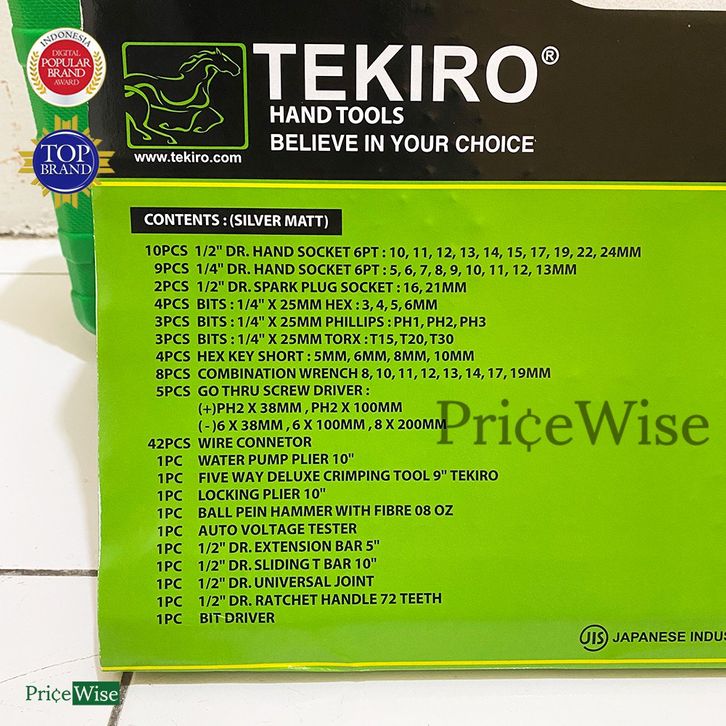 INDONESIA
DIGITAL
POPULAR
BRAND
AWARD
TOP
BRAND
TEKIRO®
HAND TOOLS
BELIEVE IN YOUR CHOICE
www.tekiro.com
CONTENTS : (SILVER MATT)
10PCS 1/2" DR. HAND SOCKET 6PT : 10, 11, 12, 13, 14, 15, 17, 19, 22, 24MM
9PCS 1/4" DR. HAND SOCKET 6PT : 5, 6, 7, 8, 9, 10, 11, 12, 13MM
2PCS 1/2" DR. SPARK PLUG SOCKET : 16, 21MM
4PCS BITS : 1/4" X 25MM HEX : 3, 4, 5, 6MM
3PCS BITS : 1/4" X 25MM PHILLIPS : PH1, PH2, PH3
3PCS BITS : 1/4" X 25MM TORX : T15, T20, T30
4PCS HEX KEY SHORT : 5MM, 6MM, 8MM, 10MM
8PCS COMBINATION WRENCH 8, 10, 11, 12, 13, 14, 17, 19MM
5PCS GO THRU SCREW DRIVER :
(+)PH2 X 38MM , PH2 X 100MM
(-)6 X 38MM , 6 X 100MM , 8 X 200MM
Pri¢eWise
42PCS WIRE CONNETOR
1PC WATER PUMP PLIER 10"
1PC FIVE WAY DELUXE CRIMPING TOOL 9" TEKIRO
1PC LOCKING PLIER 10"
1PC BALL PEIN HAMMER WITH FIBRE 08 OZ
1PC AUTO VOLTAGE TESTER
1PC 1/2" DR. EXTENSION BAR 5"
1PC 1/2" DR. SLIDING T BAR 10"
1PC 1/2" DR. UNIVERSAL JOINT
1PC 1/2" DR. RATCHET HANDLE 72 TEETH
1PC BIT DRIVER
JIS JAPANESE INDUS
Pri¢e Wise